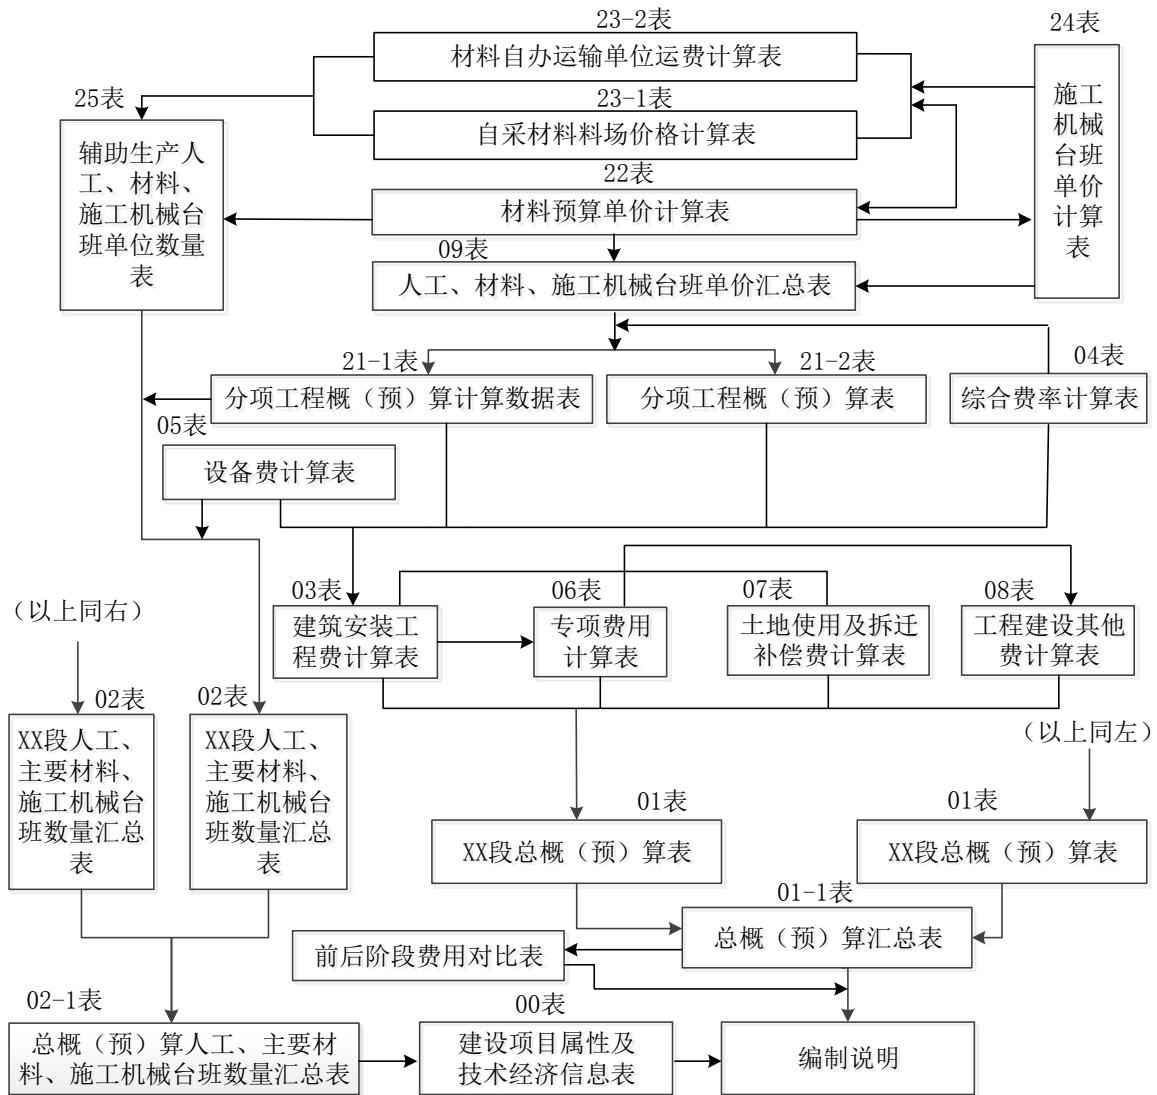 23-2表
材料自办运输单位运费计算表
24表
施工
机械
台班
单价
计算
表
25表
辅助生产人
工、材料、
施工机械台
班单位数量
表
23-1表
自采材料料场价格计算表
22表
材料预算单价计算表
09表
人工、材料、施工机械台班单价汇总表
21-1表
分项工程概（预）算计算数据表
21-2表
分项工程概（预）算表
04表
综合费率计算表
05表
设备费计算表
03表
建筑安装工
程费计算表
06表
专项费用
计算表
07表
土地使用及拆迁
补偿费计算表
08表
工程建设其他
费计算表
（以上同右）
02表
XX段人工、
主要材料、
施工机械台
班数量汇总
表
02表
XX段人工、
主要材料、
施工机械台
班数量汇总
表
（以上同左）
01表
XX段总概（预）算表
01表
XX段总概（预）算表
01-1表
总概（预）算汇总表
前后阶段费用对比表
02-1表
总概（预）算人工、主要材
料、施工机械台班数量汇总表
00表
建设项目属性及
技术经济信息表
编制说明